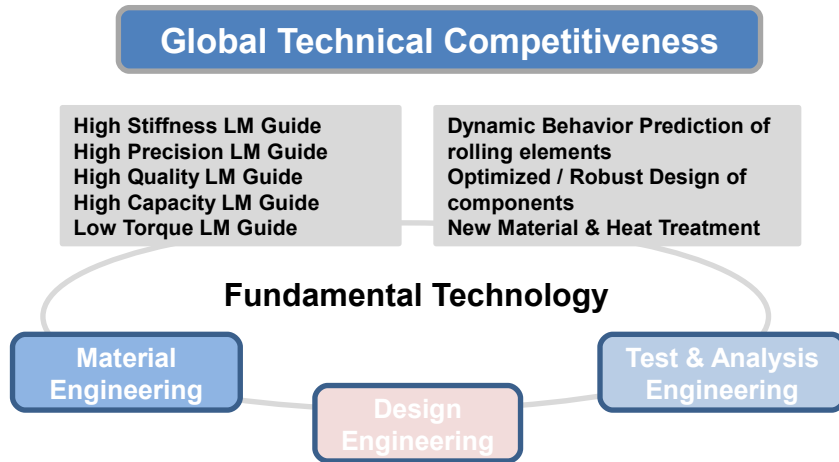 Global Technical Competitiveness
High Stiffness LM Guide
High Precision LM Guide
High Quality LM Guide
High Capacity LM Guide
Low Torque LM Guide
Dynamic Behavior Prediction of
rolling elements
Optimized / Robust Design of
components
New Material & Heat Treatment
Fundamental Technology
Material
Engineering
Design
Engineering
Test & Analysis
Engineering